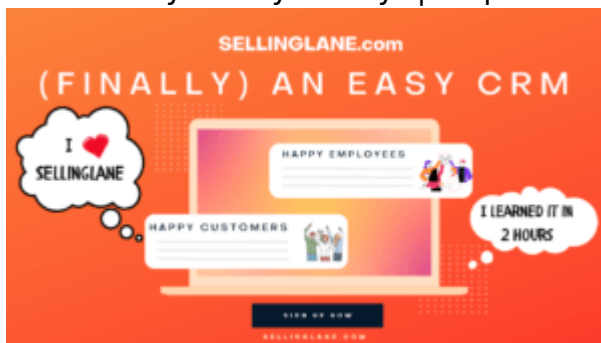 SELLINGLANE.com
(FINALLY) AN EASY CRM
I ❤
SELLINGLANE
HAPPY EMPLOYEES
HAPPY CUSTOMERS
I LEARNED IT IN
2 HOURS
SIGN UP NOW
SELLINGLANE.COM